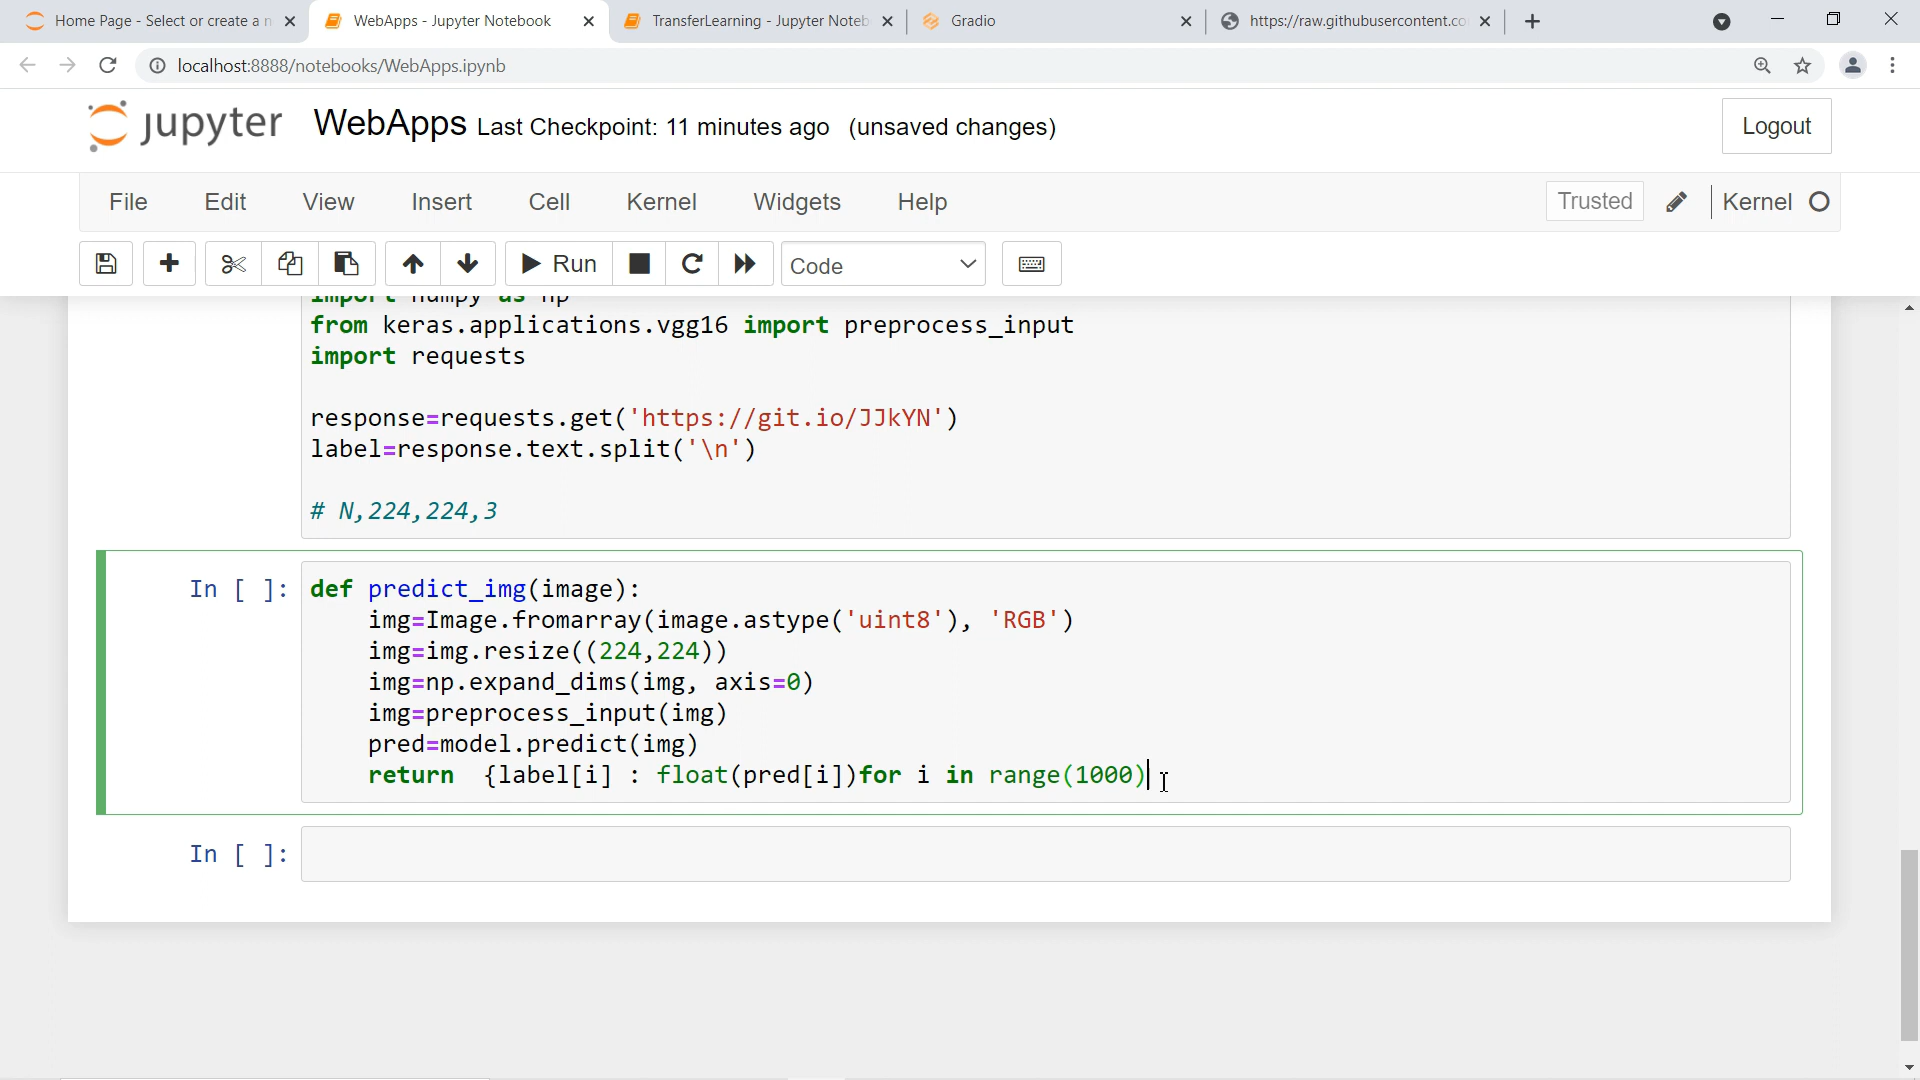 Home Page - Select or create a n
WebApps - Jupyter Notebook
TransferLearning - Jupyter Noteb
Gradio
https://raw.githubusercontent.co
localhost:8888/notebooks/WebApps.ipynb
jupyter WebApps Last Checkpoint: 11 minutes ago (unsaved changes)
Logout
File Edit View Insert Cell Kernel Widgets Help
Trusted
Kernel
Run
Code
import numpy as np
from keras.applications.vgg16 import preprocess_input
import requests
response=requests.get('https://git.io/JJkYN')
label=response.text.split('\n')
# N,224,224,3
In [ ]: def predict_img(image):
img=Image.fromarray(image.astype('uint8'), 'RGB')
img=img.resize((224,224))
img=np.expand_dims(img, axis=0)
img=preprocess_input(img)
pred=model.predict(img)
return  {label[i] : float(pred[i])for i in range(1000)
In [ ]: